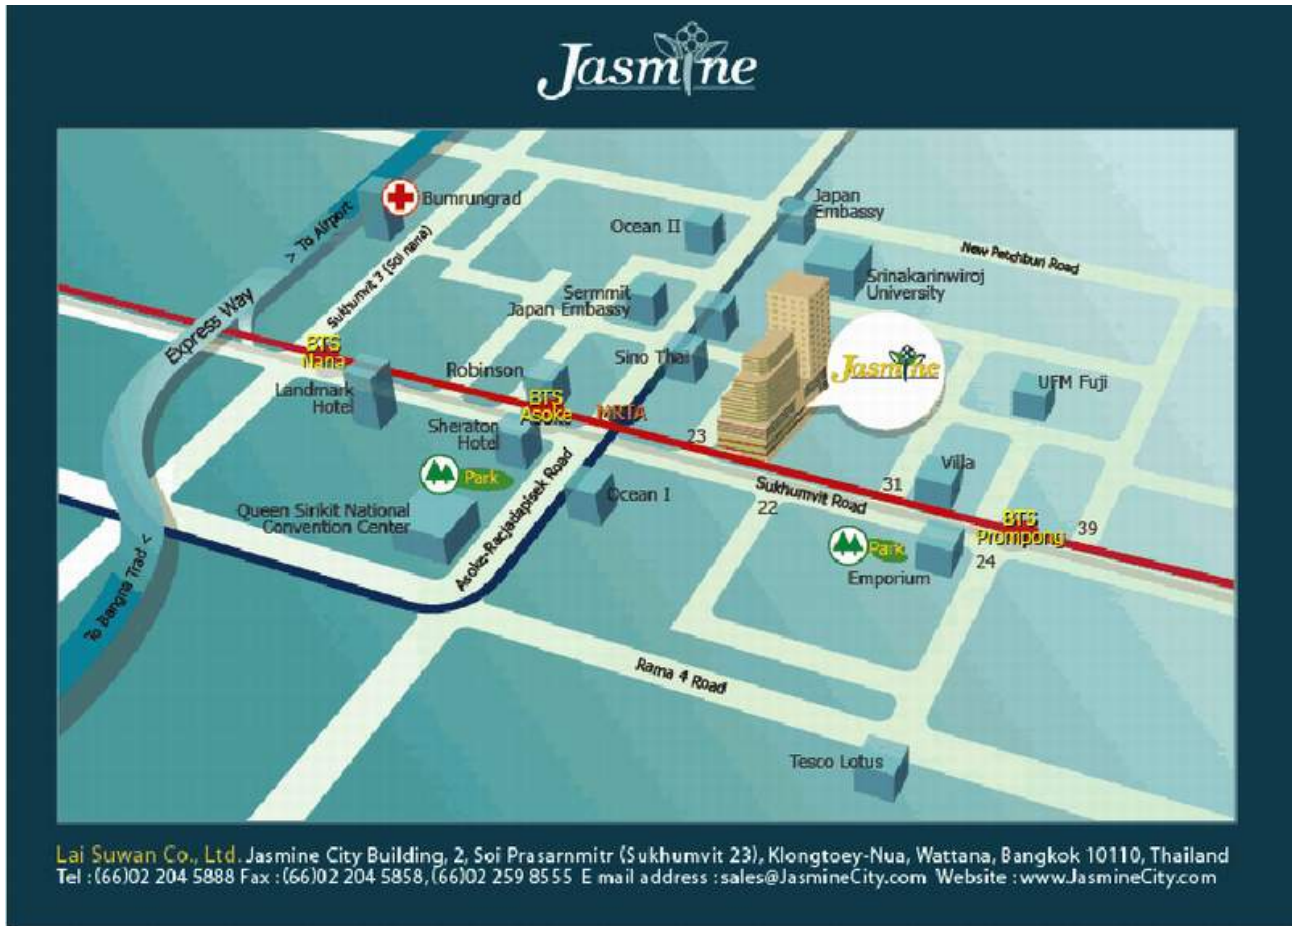 Jasmine
Bumrungrad
> To Airport
Sukhumvit 3 (Soi nana)
Express Way
Ocean II
Japan
Embassy
New Petchburi Road
Srinakarinwiroj
University
Sermmit
Japan Embassy
Sino Thai
Jasmine
BTS
Nana
Landmark
Hotel
Robinson
BTS
Asoke
MRTA
UFM Fuji
Sheraton
Hotel
23
Park
Villa
31
Sukhumvit Road
22
Ocean I
Asoke-Racjadapisek Road
Queen Sirikit National
Convention Center
BTS
Prompong
39
Park
24
Emporium
To Bangna Trad <
Rama 4 Road
Tesco Lotus
Lai Suwan Co., Ltd. Jasmine City Building, 2, Soi Prasarnmitr (Sukhumvit 23), Klongtoey-Nua, Wattana, Bangkok 10110, Thailand
Tel : (66)02 204 5888 Fax : (66)02 204 5858, (66)02 259 8555 E mail address : sales@JasmineCity.com Website : www.JasmineCity.com